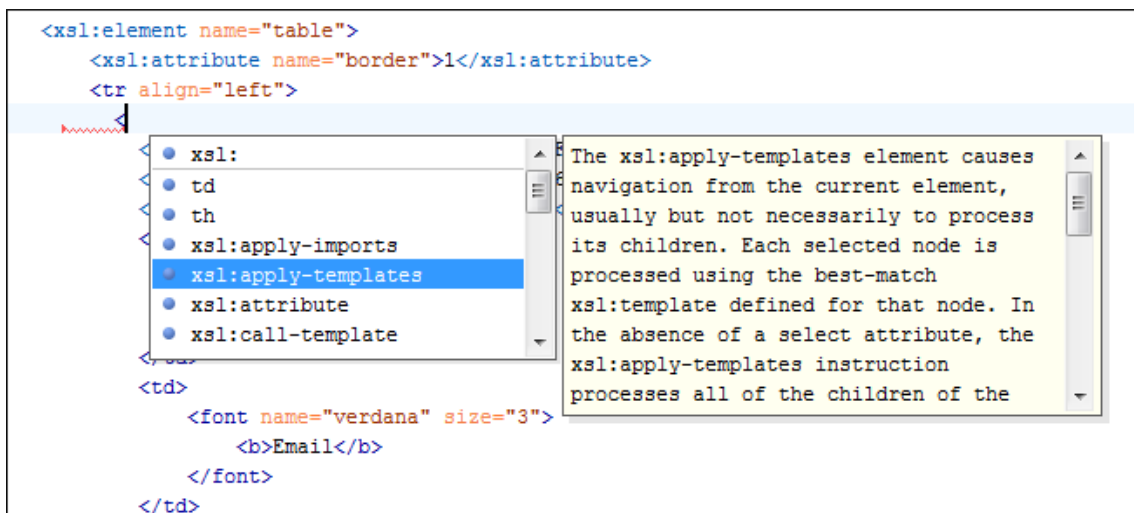 <xsl:element name="table">
<xsl:attribute name="border">1</xsl:attribute>
<tr align="left">
<
xsl:
td
th
xsl:apply-imports
xsl:apply-templates
xsl:attribute
xsl:call-template
The xsl:apply-templates element causes
navigation from the current element,
usually but not necessarily to process
its children. Each selected node is
processed using the best-match
xsl:template defined for that node. In
the absence of a select attribute, the
xsl:apply-templates instruction
processes all of the children of the
<td>
<font name="verdana" size="3">
<b>Email</b>
</font>
</td>